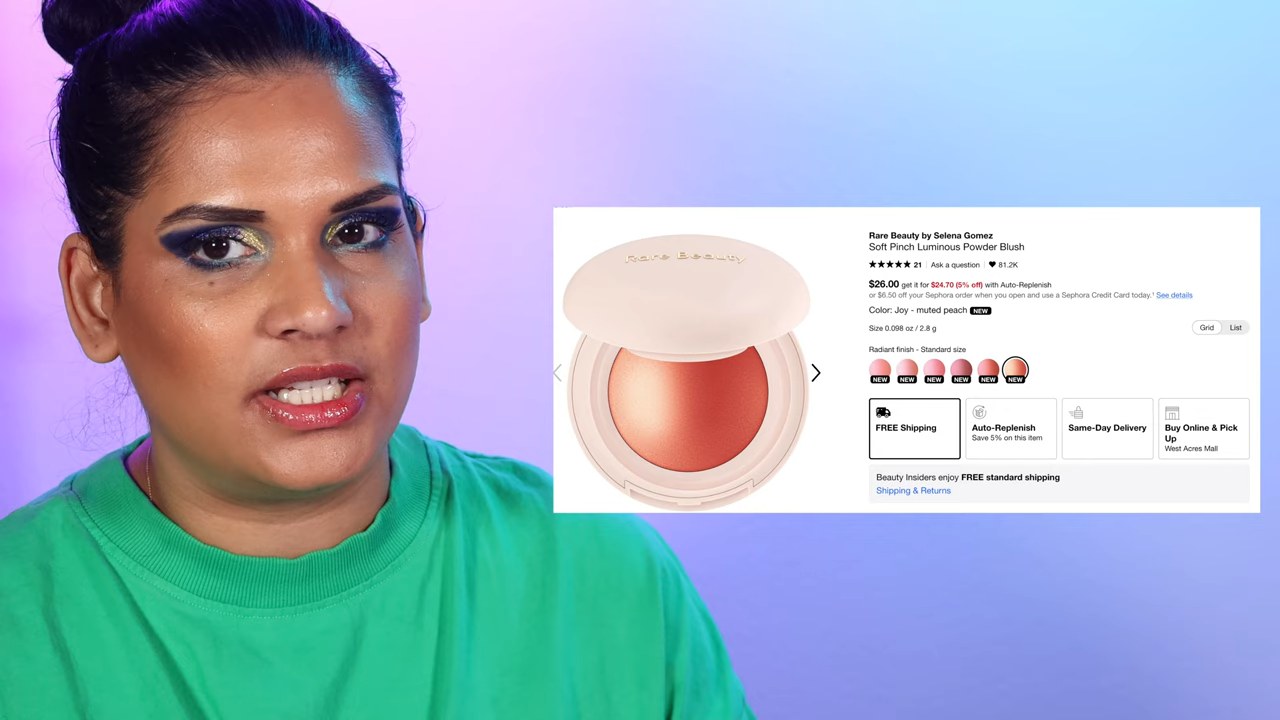 Rare Beauty
Rare Beauty by Selena Gomez
Soft Pinch Luminous Powder Blush
21 Ask a question 81.2K
$26.00 get it for $24.70 (5% off) with Auto-Replenish
or $6.50 off your Sephora order when you open and use a Sephora Credit Card today.¹ See details
Color: Joy - muted peach NEW
Size 0.098 oz / 2.8 g
Grid List
Radiant finish - Standard size
NEW NEW NEW NEW NEW NEW
FREE Shipping
Auto-Replenish
Save 5% on this item
Same-Day Delivery
Buy Online & Pick
Up
West Acres Mall
Beauty Insiders enjoy FREE standard shipping
Shipping & Returns